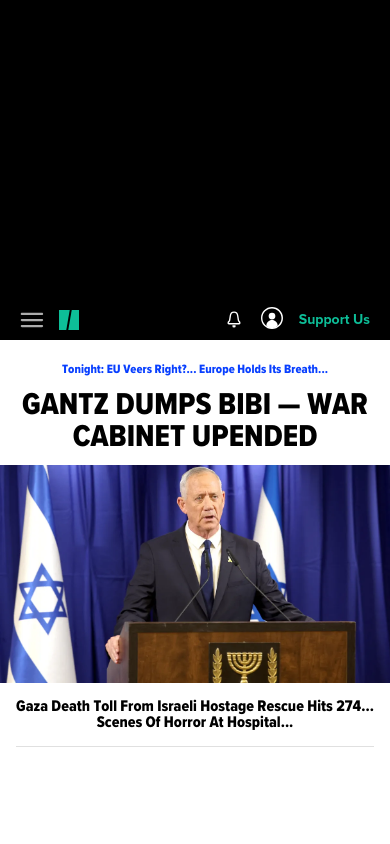 Support Us
Tonight: EU Veers Right?... Europe Holds Its Breath...
GANTZ DUMPS BIBI — WAR
CABINET UPENDED
Gaza Death Toll From Israeli Hostage Rescue Hits 274...
Scenes Of Horror At Hospital...